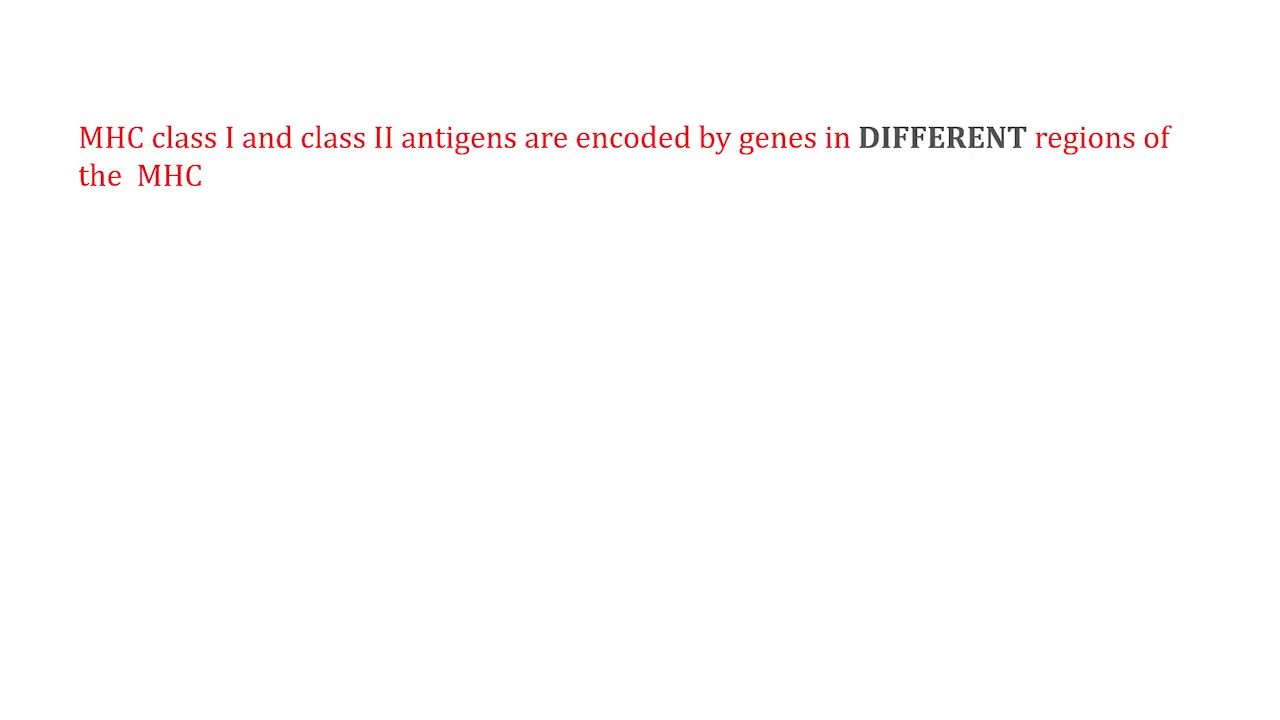 MHC class I and class II antigens are encoded by genes in DIFFERENT regions of
the  MHC